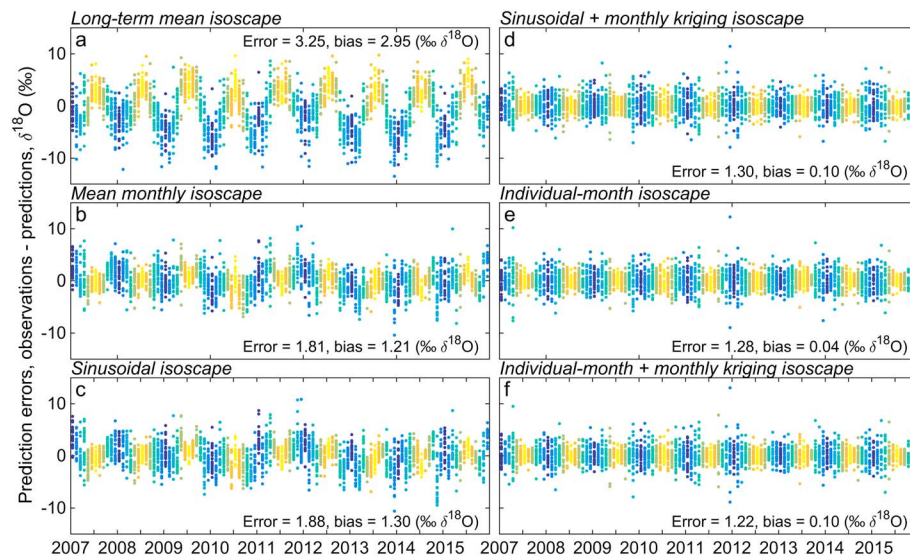 Long-term mean isoscape
a
Error = 3.25, bias = 2.95 (‰ δ¹⁸O)
10
0
-10
Mean monthly isoscape
b
10
0
-10
Error = 1.81, bias = 1.21 (‰ δ¹⁸O)
Sinusoidal isoscape
c
10
0
-10
Error = 1.88, bias = 1.30 (‰ δ¹⁸O)
2007 2008 2009 2010 2011 2012 2013 2014 2015
Prediction errors, observations - predictions, δ¹⁸O (‰)
Sinusoidal + monthly kriging isoscape
d
Error = 1.30, bias = 0.10 (‰ δ¹⁸O)
Individual-month isoscape
e
Error = 1.28, bias = 0.04 (‰ δ¹⁸O)
Individual-month + monthly kriging isoscape
f
Error = 1.22, bias = 0.10 (‰ δ¹⁸O)
2007 2008 2009 2010 2011 2012 2013 2014 2015